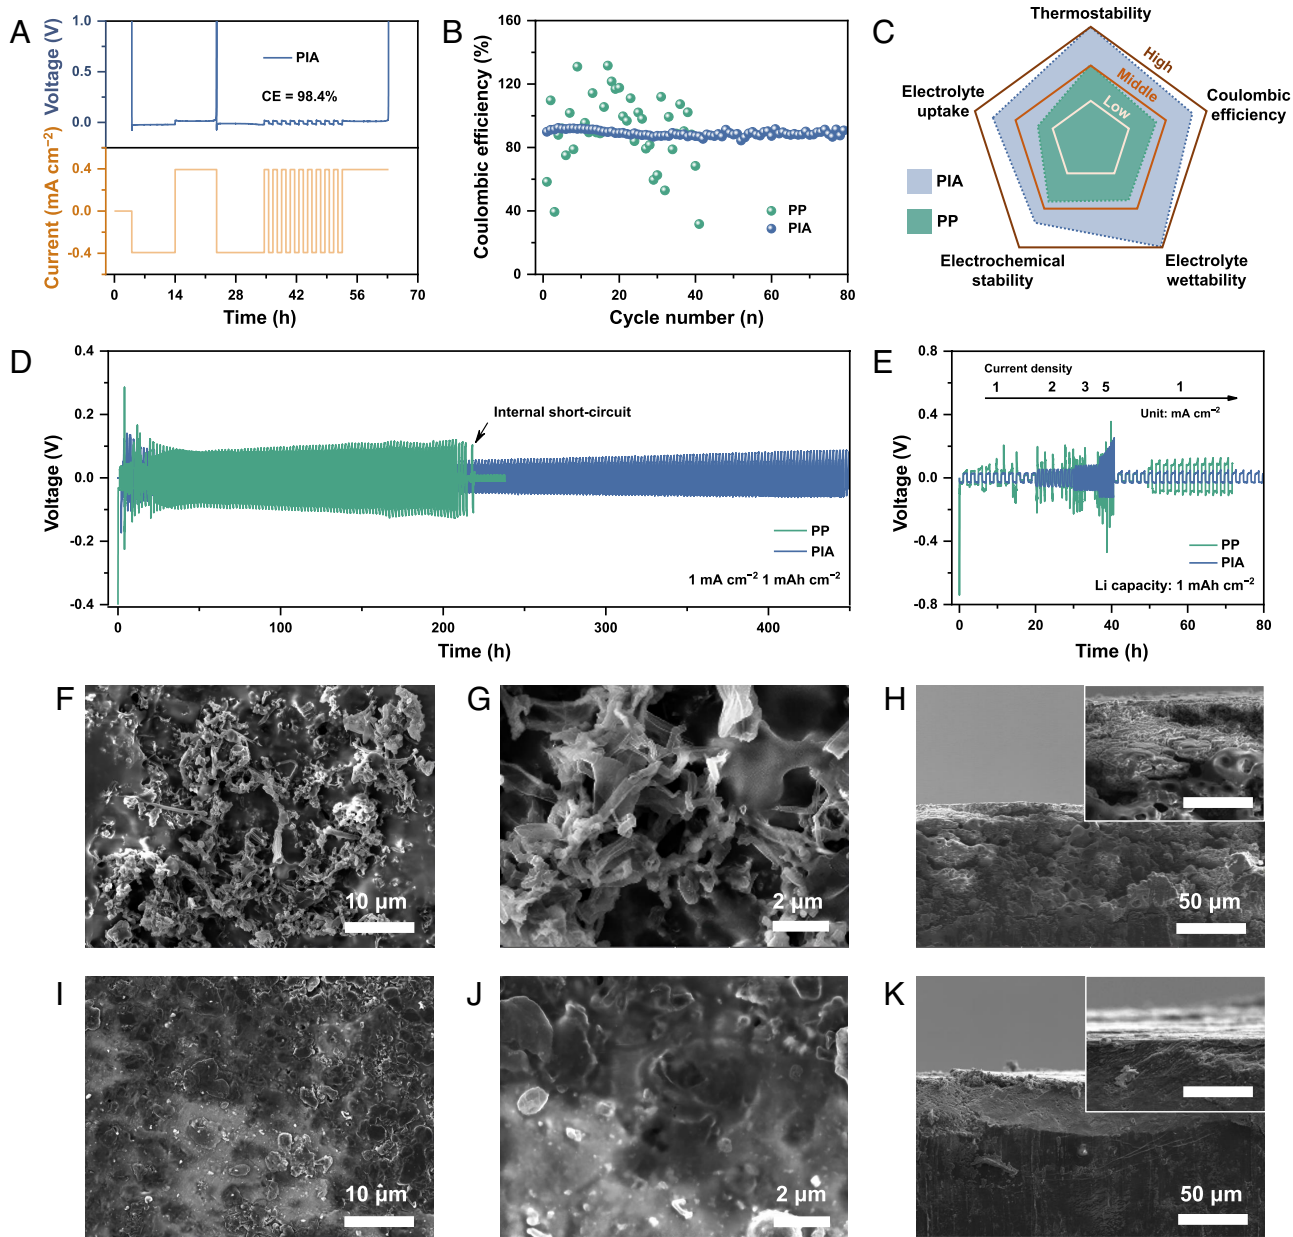 A
Voltage (V)
1.0
0.5
0.0
PIA
CE = 98.4%
Current (mA cm⁻²)
0.4
0.0
-0.4
0
14
28
42
56
70
Time (h)
B
Coulombic efficiency (%)
160
120
80
40
0
PP
PIA
0
20
40
60
80
Cycle number (n)
C
Thermostability
High
Middle
Low
Electrolyte
uptake
Coulombic
efficiency
PIA
PP
Electrochemical
stability
Electrolyte
wettability
D
Voltage (V)
0.4
0.2
0.0
-0.2
-0.4
Internal short-circuit
PP
PIA
1 mA cm⁻² 1 mAh cm⁻²
0
100
200
300
400
Time (h)
E
Voltage (V)
0.8
0.4
0.0
-0.4
-0.8
Current density
1 2 3 5 1
Unit: mA cm⁻²
PP
PIA
Li capacity: 1 mAh cm⁻²
0
20
40
60
80
Time (h)
F
10 μm
G
2 μm
H
50 μm
I
10 μm
J
2 μm
K
50 μm